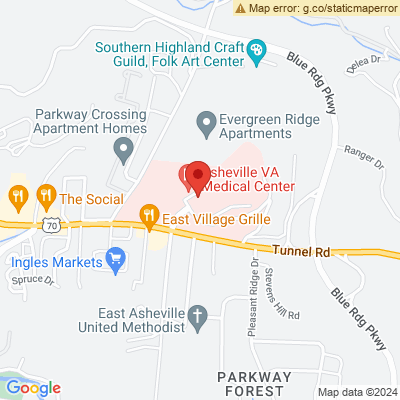 Map error: g.co/staticmaperror
Southern Highland Craft
Guild, Folk Art Center
Blue Rdg Pkwy
Delea Dr
Parkway Crossing
Apartment Homes
Evergreen Ridge
Apartments
Ranger Dr
Asheville VA
Medical Center
The Social
East Village Grille
70
Tunnel Rd
Ingles Markets
Spruce Dr
Pleasant Ridge Dr
Stevens Hill Rd
Blue Rdg Pkwy
East Asheville
United Methodist
PARKWAY
FOREST
Google
Map data ©2024